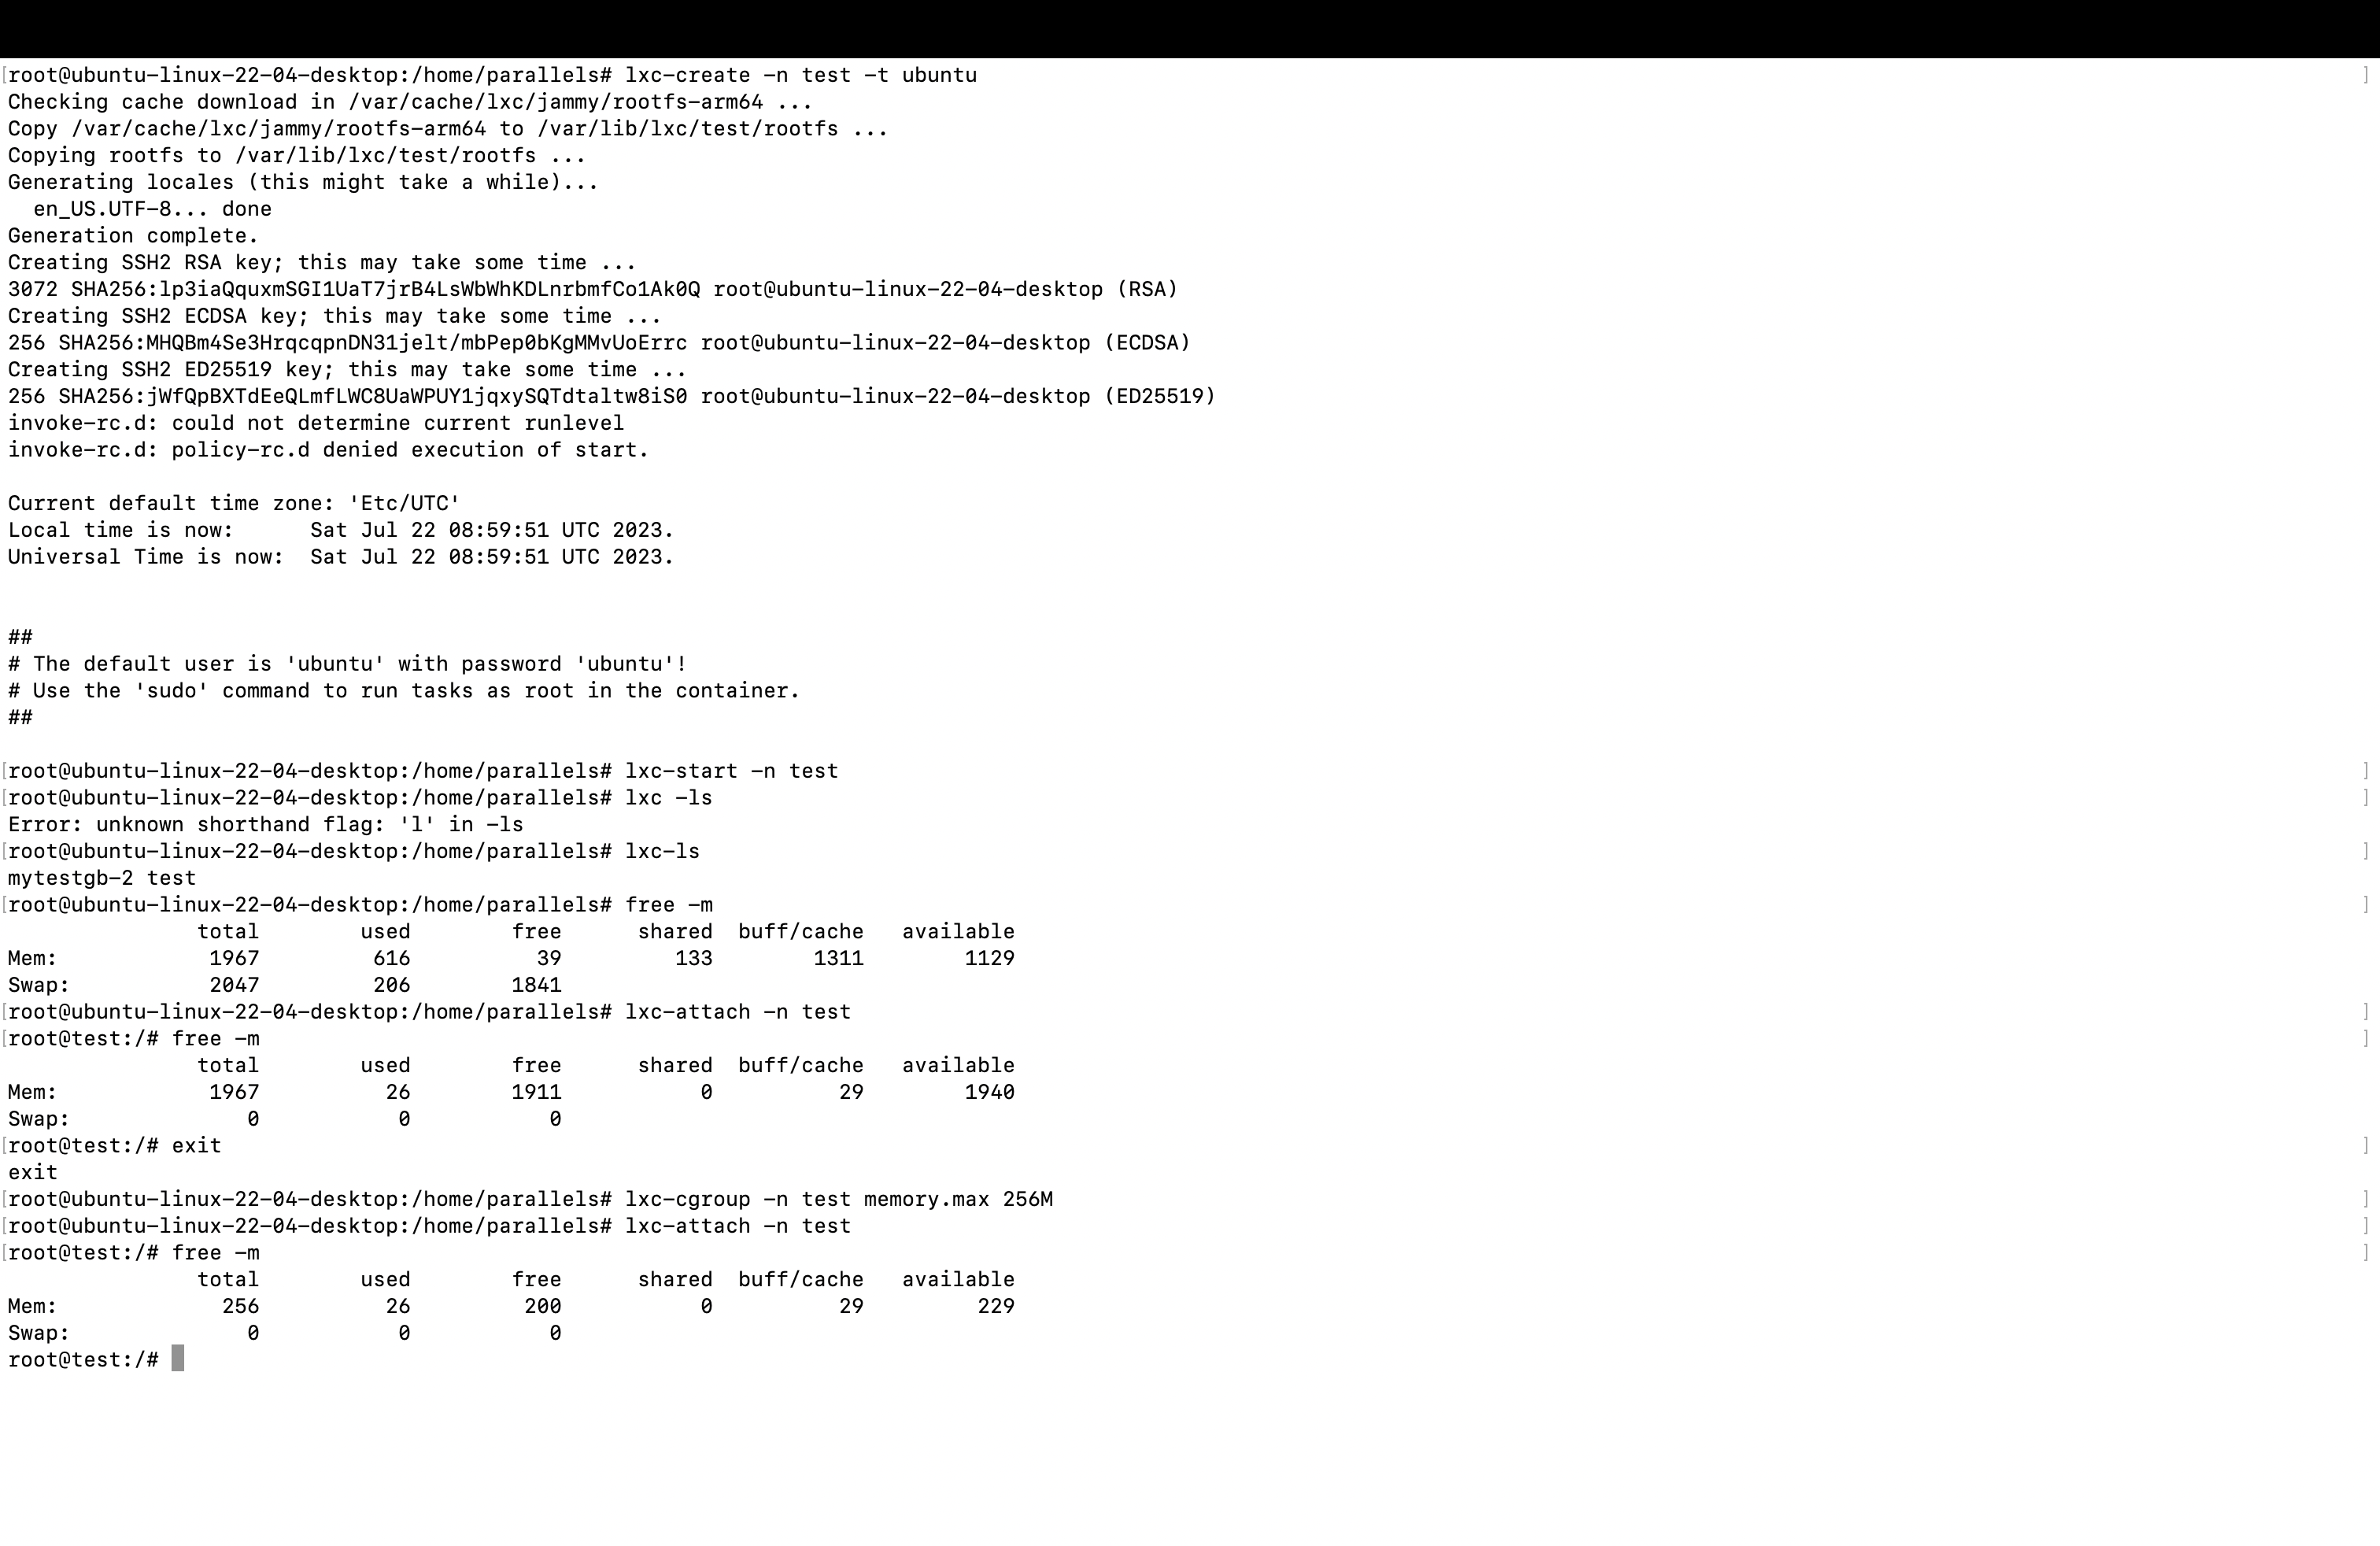 [root@ubuntu-linux-22-04-desktop:/home/parallels# lxc-create -n test -t ubuntu ]
Checking cache download in /var/cache/lxc/jammy/rootfs-arm64 ...
Copy /var/cache/lxc/jammy/rootfs-arm64 to /var/lib/lxc/test/rootfs ...
Copying rootfs to /var/lib/lxc/test/rootfs ...
Generating locales (this might take a while)...
  en_US.UTF-8... done
Generation complete.
Creating SSH2 RSA key; this may take some time ...
3072 SHA256:lp3iaQquxmSGI1UaT7jrB4LsWbWhKDLnrbmfCo1Ak0Q root@ubuntu-linux-22-04-desktop (RSA)
Creating SSH2 ECDSA key; this may take some time ...
256 SHA256:MHQBm4Se3HrqcqpnDN31jelt/mbPep0bKgMMvUoErrc root@ubuntu-linux-22-04-desktop (ECDSA)
Creating SSH2 ED25519 key; this may take some time ...
256 SHA256:jWfQpBXTdEeQLmfLWC8UaWPUY1jqxySQTdtaltw8iS0 root@ubuntu-linux-22-04-desktop (ED25519)
invoke-rc.d: could not determine current runlevel
invoke-rc.d: policy-rc.d denied execution of start.

Current default time zone: 'Etc/UTC'
Local time is now:      Sat Jul 22 08:59:51 UTC 2023.
Universal Time is now:  Sat Jul 22 08:59:51 UTC 2023.

##
# The default user is 'ubuntu' with password 'ubuntu'!
# Use the 'sudo' command to run tasks as root in the container.
##

[root@ubuntu-linux-22-04-desktop:/home/parallels# lxc-start -n test ]
[root@ubuntu-linux-22-04-desktop:/home/parallels# lxc -ls ]
Error: unknown shorthand flag: 'l' in -ls
[root@ubuntu-linux-22-04-desktop:/home/parallels# lxc-ls ]
mytestgb-2 test
[root@ubuntu-linux-22-04-desktop:/home/parallels# free -m ]
               total        used        free      shared  buff/cache   available
Mem:            1967         616          39         133        1311        1129
Swap:           2047         206        1841
[root@ubuntu-linux-22-04-desktop:/home/parallels# lxc-attach -n test ]
[root@test:/# free -m ]
               total        used        free      shared  buff/cache   available
Mem:            1967          26        1911           0          29        1940
Swap:              0           0           0
[root@test:/# exit ]
exit
[root@ubuntu-linux-22-04-desktop:/home/parallels# lxc-cgroup -n test memory.max 256M ]
[root@ubuntu-linux-22-04-desktop:/home/parallels# lxc-attach -n test ]
[root@test:/# free -m ]
               total        used        free      shared  buff/cache   available
Mem:             256          26         200           0          29         229
Swap:              0           0           0
root@test:/#